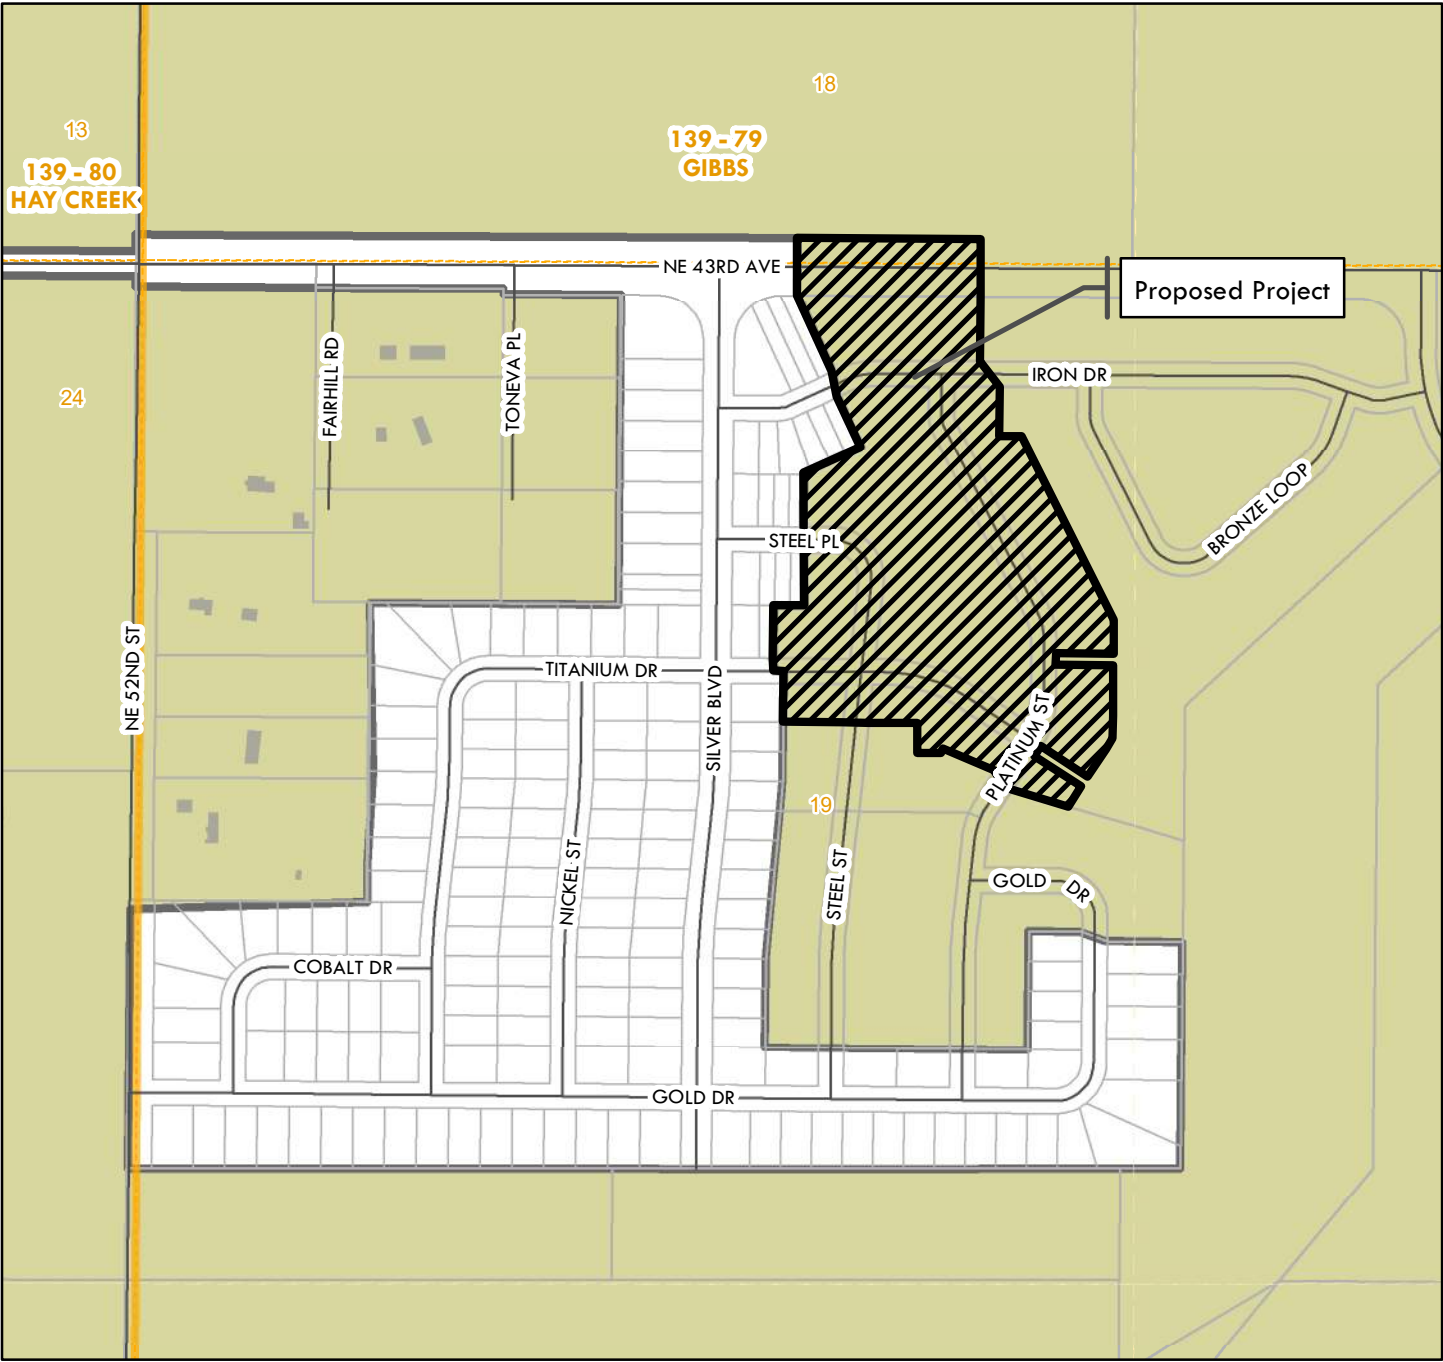 18
13
139 - 79
GIBBS
139 - 80
HAY CREEK
NE 43RD AVE
Proposed Project
FAIRHILL RD
TONEVA PL
IRON DR
24
BRONZE LOOP
STEEL PL
NE 52ND ST
TITANIUM DR
SILVER BLVD
PLATINUM ST
19
NICKEL ST
STEEL ST
GOLD DR
COBALT DR
GOLD DR